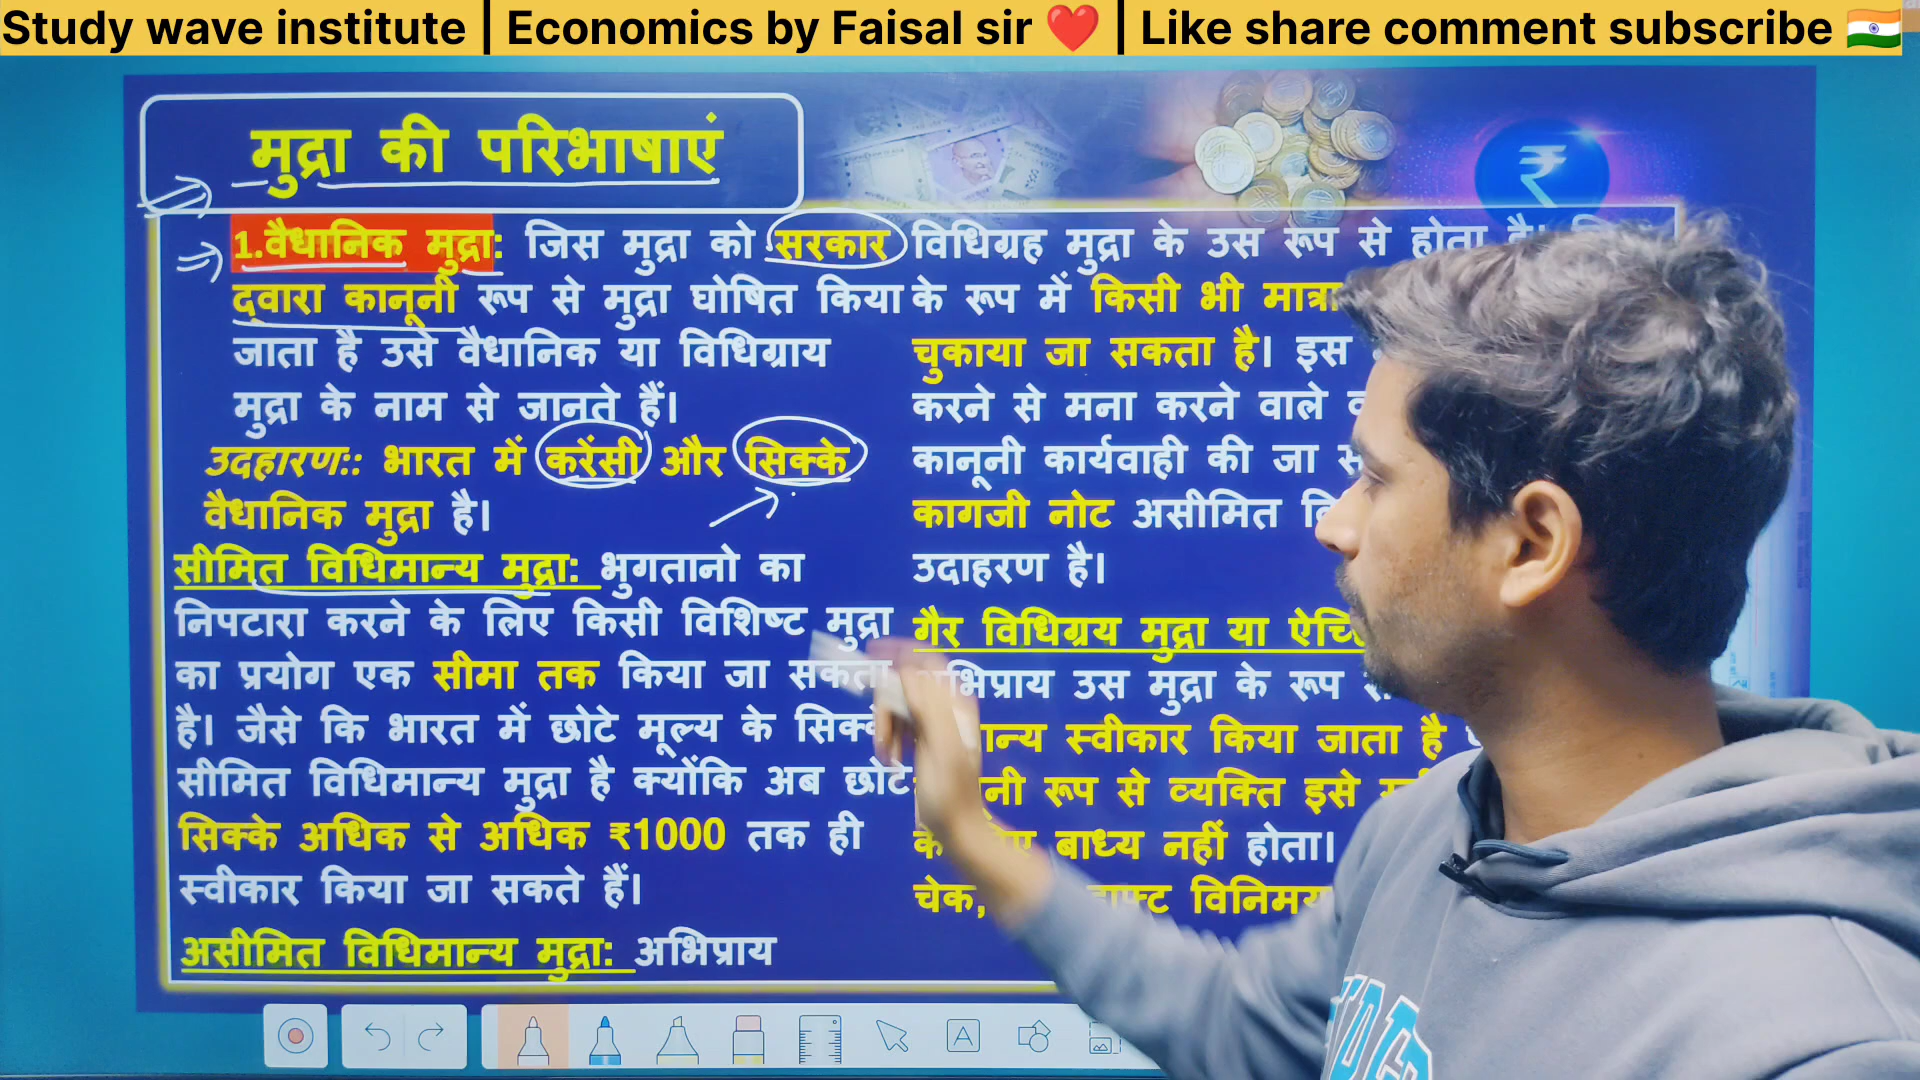 Study wave institute | Economics by Faisal sir ❤️ | Like share comment subscribe 🇮🇳
मुद्रा की परिभाषाएं
₹
1.वैधानिक मुद्रा: जिस मुद्रा को सरकार
दवारा कानूनी रूप से मुद्रा घोषित किया
जाता है उसे वैधानिक या विधिग्राय
मुद्रा के नाम से जानते हैं।
उदहारण:: भारत में करेंसी और सिक्के
वैधानिक मुद्रा है।
सीमित विधिमान्य मुद्रा: भुगतानो का
निपटारा करने के लिए किसी विशिष्ट मुद्रा
का प्रयोग एक सीमा तक किया जा सकता
है। जैसे कि भारत में छोटे मूल्य के
सीमित विधिमान्य मुद्रा है क्योंकि अब छोटे
सिक्के अधिक से अधिक ₹1000 तक ही
स्वीकार किया जा सकते हैं।
असीमित विधिमान्य मुद्रा: अभिप्राय
विधिग्रह मुद्रा के उस रूप से होता है।
के रूप में किसी भी मात्रा
चुकाया जा सकता है। इस
करने से मना करने वाले
कानूनी कार्यवाही की जा
कागजी नोट असीमित
उदाहरण है।
गैर विधिग्रय मुद्रा या
उस मुद्रा के रूप
स्वीकार किया जाता है
रूप से व्यक्ति इसे
बाध्य नहीं होता।
चेक,
A